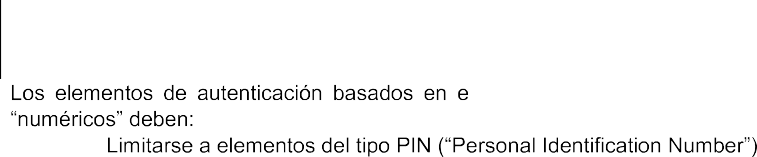 Los elementos de autenticación basados en e
“numéricos” deben:
Limitarse a elementos del tipo PIN (“Personal Identification Number”)